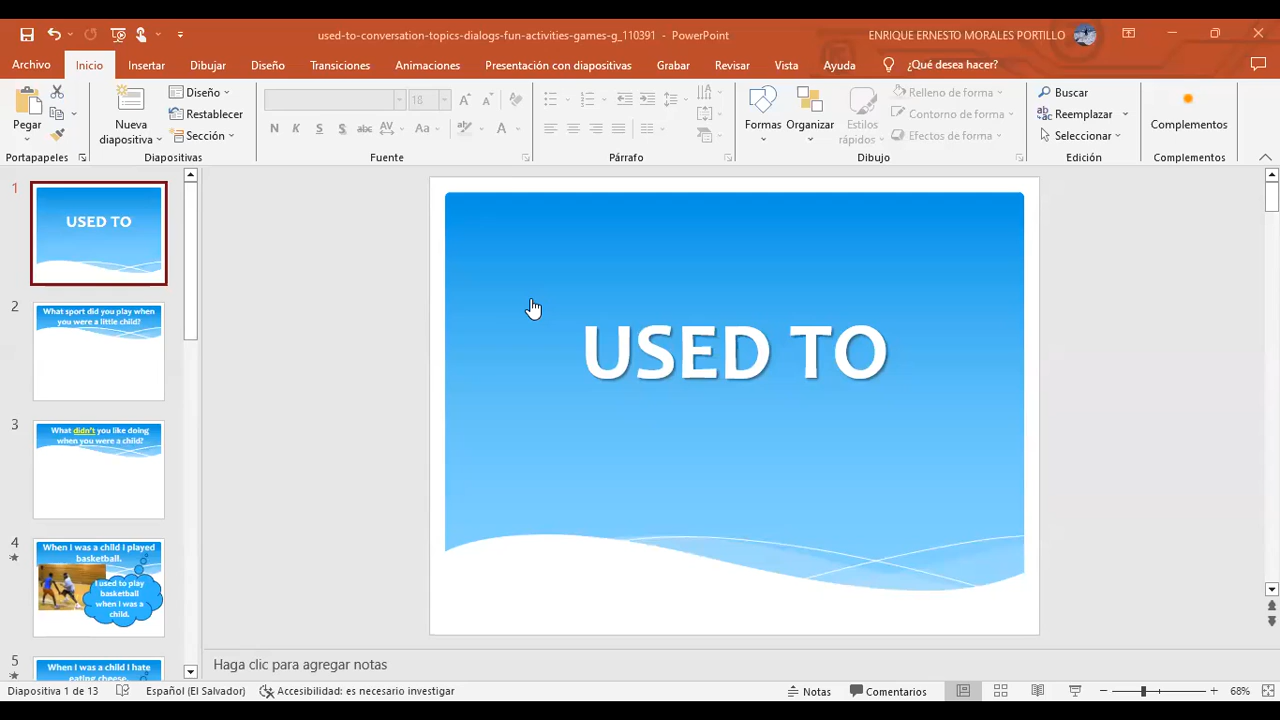 used-to-conversation-topics-dialogs-fun-activities-games-g_110391 - PowerPoint
ENRIQUE ERNESTO MORALES PORTILLO
Archivo Inicio Insertar Dibujar Diseño Transiciones Animaciones Presentación con diapositivas Grabar Revisar Vista Ayuda ¿Qué desea hacer?
Pegar
Portapapeles
Nueva
diapositiva
Diseño
Restablecer
Sección
Diapositivas
18
N K S S abc AV Aa A
Fuente
Párrafo
Formas
Organizar
Estilos
rápidos
Relleno de forma
Contorno de forma
Efectos de forma
Dibujo
Buscar
Reemplazar
Seleccionar
Edición
Complementos
Complementos
1
USED TO
2
What sport did you play when
you were a little child?
3
What didn't you like doing
when you were a child?
4
When I was a child I played
basketball.
I used to play
basketball
when I was a
child.
5
When I was a child I hate
eating cheese.
USED TO
Haga clic para agregar notas
Diapositiva 1 de 13 Español (El Salvador) Accesibilidad: es necesario investigar Notas Comentarios 68%